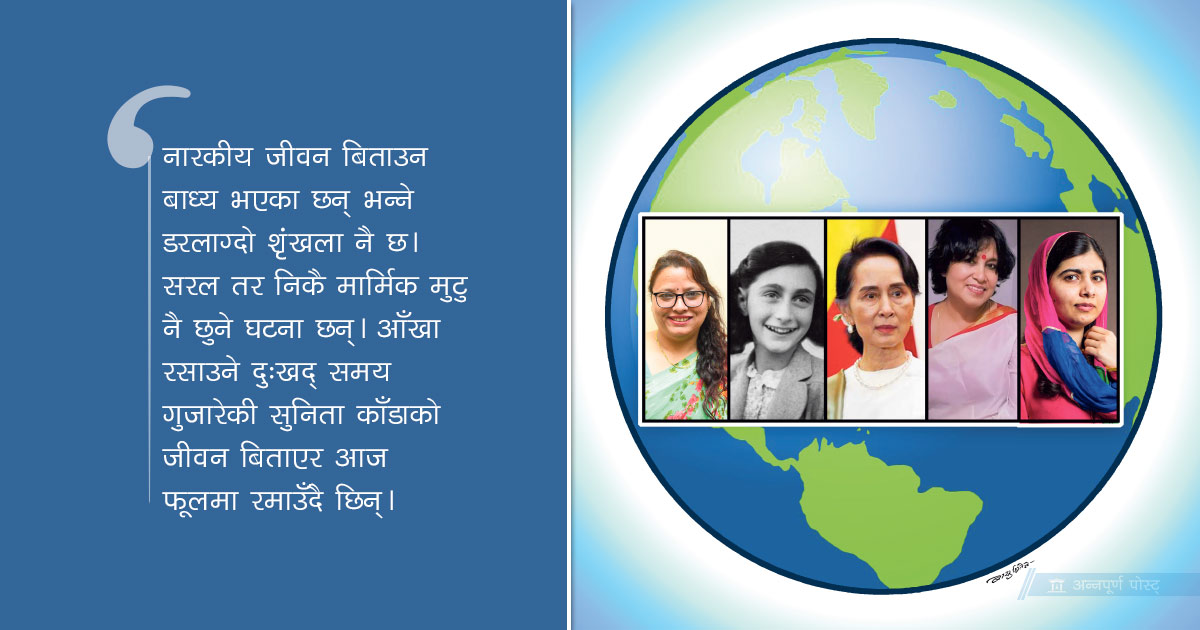 नारकीय जीवन बिताउन
बाध्य भएका छन् भन्ने
डरलाग्दो शृंखला नै छ।
सरल तर निकै मार्मिक मुटु
नै छुने घटना छन्। आँखा
रसाउने दुःखद् समय
गुजारेकी सुनिता काँडाको
जीवन बिताएर आज
फूलमा रमाउँदै छिन्।
अन्नपूर्ण पोस्ट्